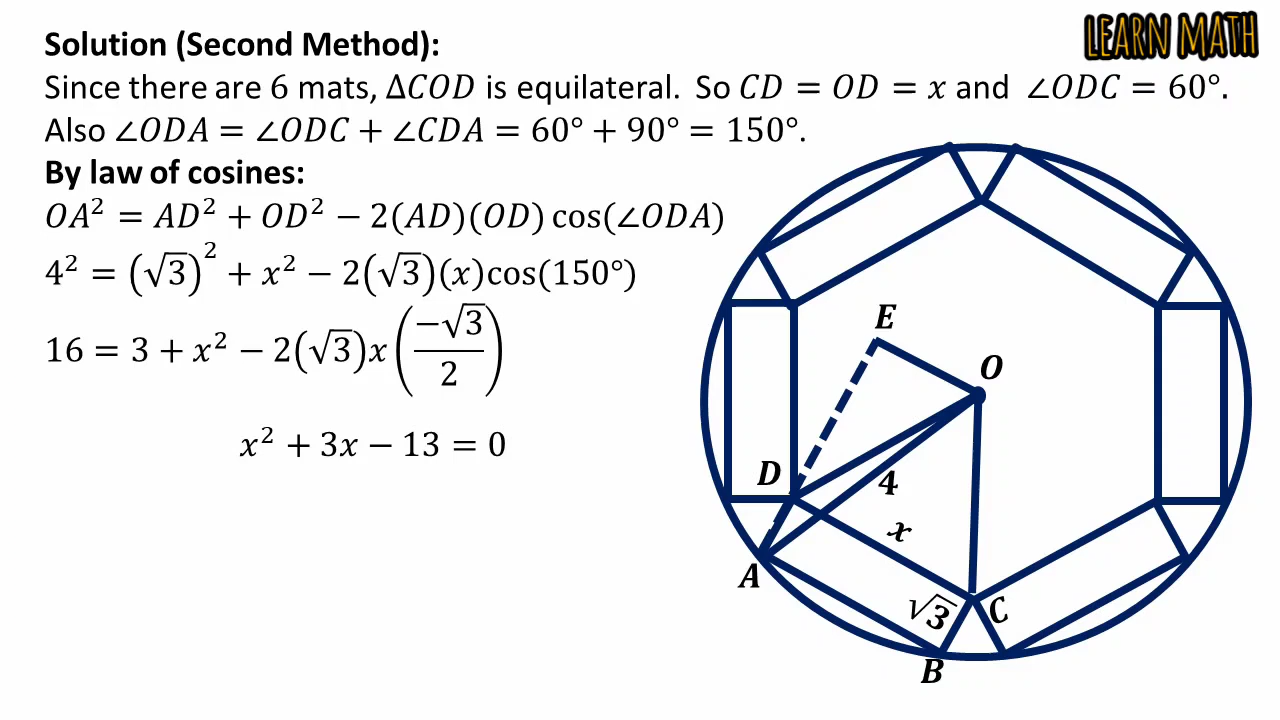 LEARN MATH
Solution (Second Method):
Since there are 6 mats, Δ𝐶𝑂𝐷 is equilateral. So 𝐶𝐷 = 𝑂𝐷 = 𝑥 and ∠𝑂𝐷𝐶 = 60°.
Also ∠𝑂𝐷𝐴 = ∠𝑂𝐷𝐶 + ∠𝐶𝐷𝐴 = 60° + 90° = 150°.
By law of cosines:
𝑂𝐴² = 𝐴𝐷² + 𝑂𝐷² − 2(𝐴𝐷)(𝑂𝐷) cos(∠𝑂𝐷𝐴)
4² = (√3)² + 𝑥² − 2(√3)(𝑥)cos(150°)
16 = 3 + 𝑥² − 2(√3)𝑥(−√3/2)
𝑥² + 3𝑥 − 13 = 0
E
O
D
4
x
A
√3
C
B